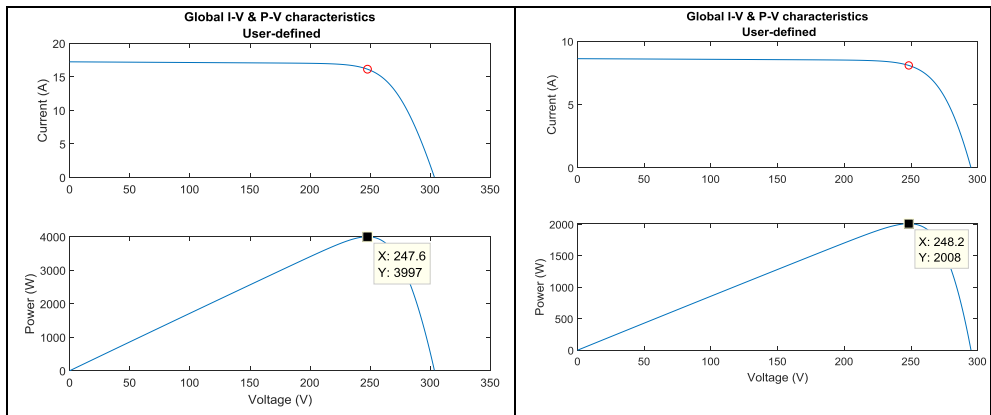 Global I-V & P-V characteristics
User-defined
20
15
10
5
0
Current (A)
0 50 100 150 200 250 300 350
4000
3000
2000
1000
0
Power (W)
X: 247.6
Y: 3997
0 50 100 150 200 250 300 350
Voltage (V)
Global I-V & P-V characteristics
User-defined
10
5
0
Current (A)
0 50 100 150 200 250 300
2000
1500
1000
500
0
Power (W)
X: 248.2
Y: 2008
0 50 100 150 200 250 300
Voltage (V)